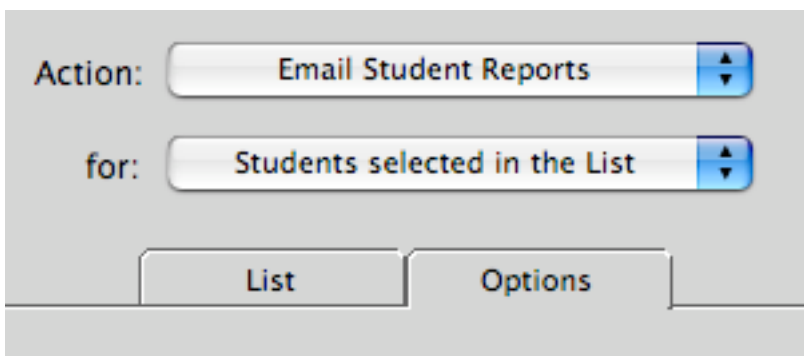 Action: Email Student Reports
for: Students selected in the List
List Options